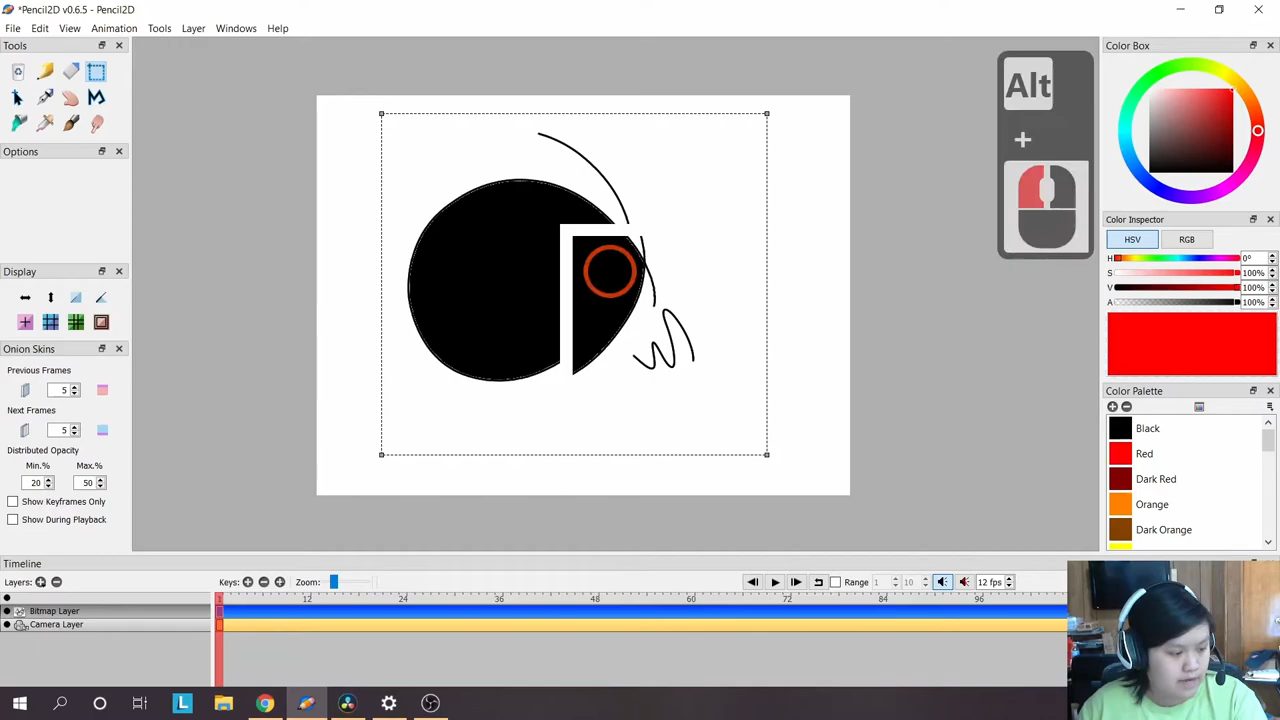 *Pencil2D v0.6.5 - Pencil2D
File Edit View Animation Tools Layer Windows Help
Tools
Color Box
Alt
+
Options
Color Inspector
HSV RGB
H 0°
S 100%
V 100%
A 100%
Display
Onion Skins
Previous Frames
5
Next Frames
5
Distributed Opacity
Min.% Max.%
20 50
Show Keyframes Only
Show During Playback
Color Palette
Black
Red
Dark Red
Orange
Dark Orange
Timeline
Layers: Keys: Zoom: Range 1 10 12 fps
1 12 24 36 48 60 72 84 96
Bitmap Layer
Camera Layer
L